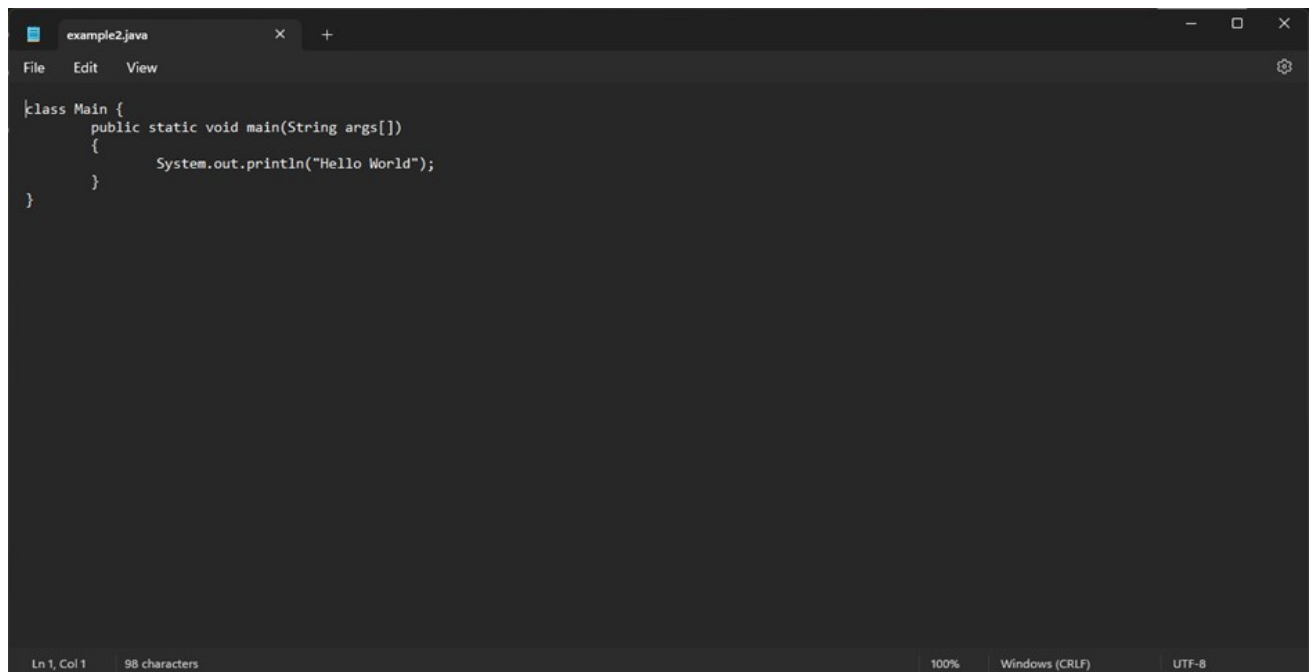 example2.java
File Edit View
class Main {
        public static void main(String args[])
        {
                System.out.println("Hello World");
        }
}
Ln 1, Col 1 98 characters 100% Windows (CRLF) UTF-8